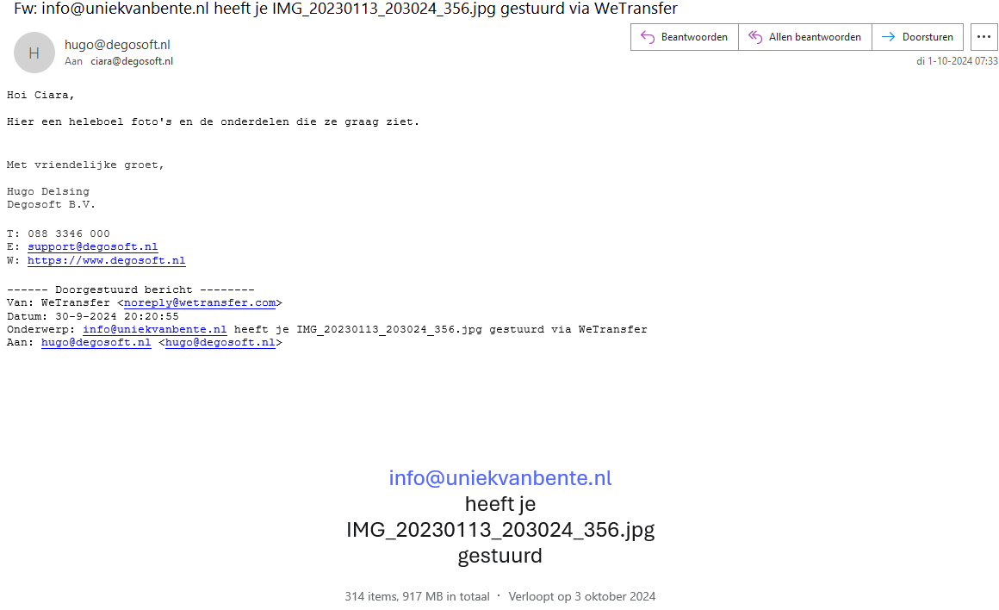 Fw: info@uniekvanbente.nl heeft je IMG_20230113_203024_356.jpg gestuurd via WeTransfer
Beantwoorden
Allen beantwoorden
Doorsturen
H
hugo@degosoft.nl
Aan ciara@degosoft.nl
di 1-10-2024 07:33
Hoi Ciara,
Hier een heleboel foto's en de onderdelen die ze graag ziet.
Met vriendelijke groet,
Hugo Delsing
Degosoft B.V.
T: 088 3346 000
E: support@degosoft.nl
W: https://www.degosoft.nl
------ Doorgestuurd bericht --------
Van: WeTransfer <noreply@wetransfer.com>
Datum: 30-9-2024 20:20:55
Onderwerp: info@uniekvanbente.nl heeft je IMG_20230113_203024_356.jpg gestuurd via WeTransfer
Aan: hugo@degosoft.nl <hugo@degosoft.nl>
info@uniekvanbente.nl
heeft je
IMG_20230113_203024_356.jpg
gestuurd
314 items, 917 MB in totaal · Verloopt op 3 oktober 2024